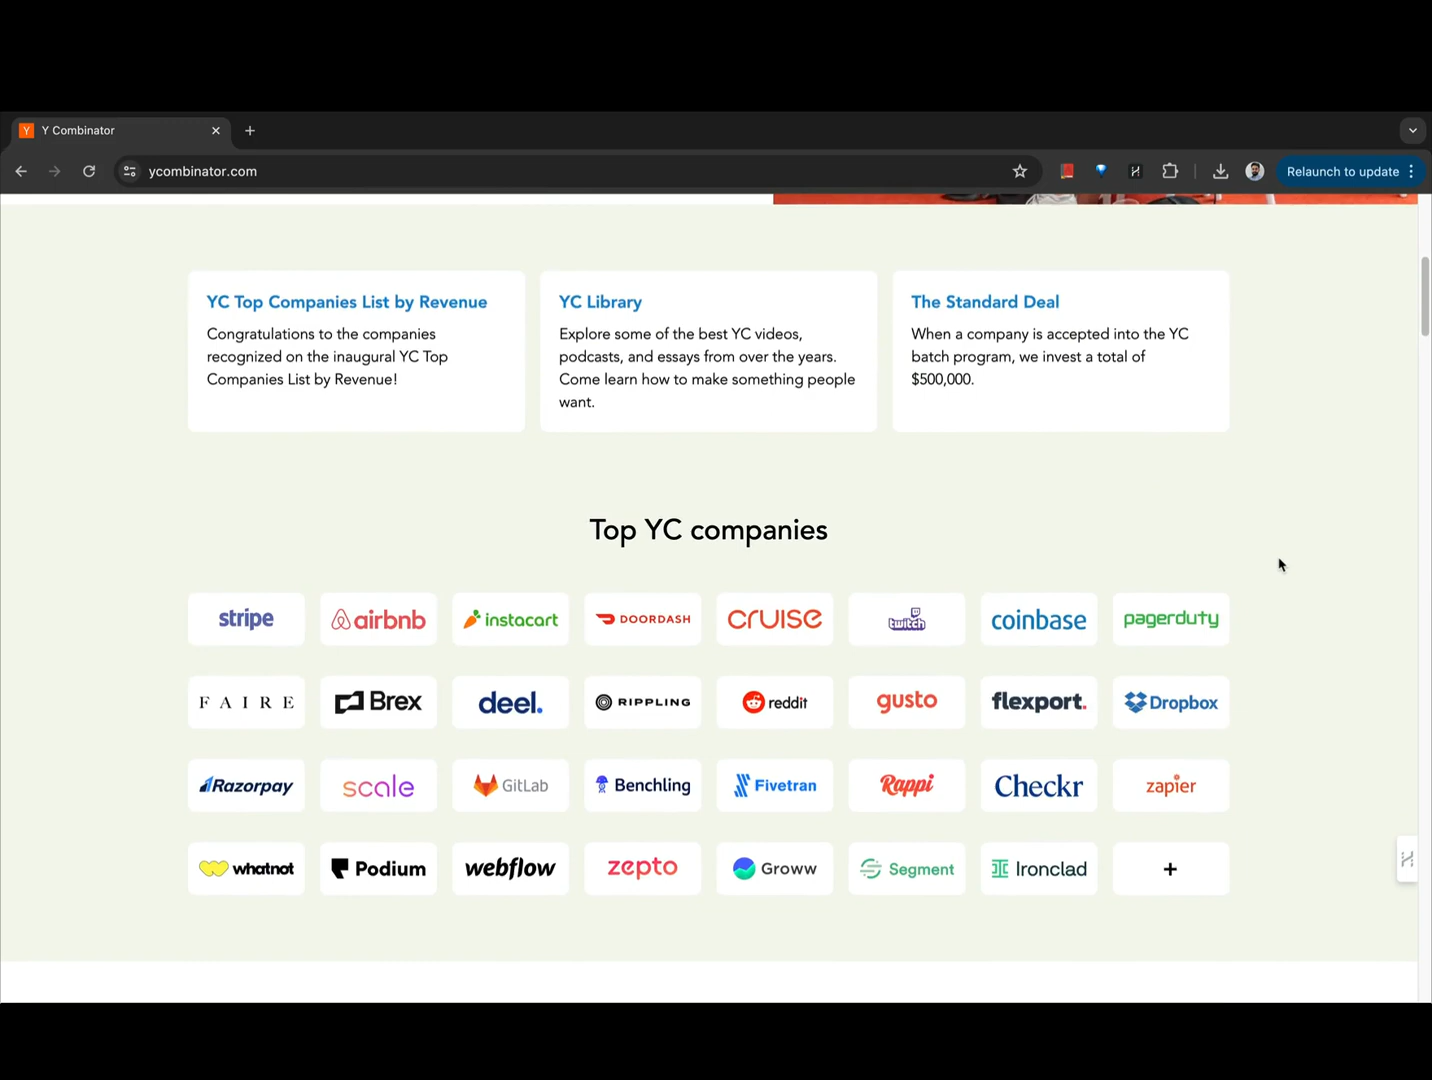 Y Combinator
ycombinator.com
Relaunch to update
YC Top Companies List by Revenue
Congratulations to the companies
recognized on the inaugural YC Top
Companies List by Revenue!
YC Library
Explore some of the best YC videos,
podcasts, and essays from over the years.
Come learn how to make something people
want.
The Standard Deal
When a company is accepted into the YC
batch program, we invest a total of
$500,000.
Top YC companies
stripe airbnb instacart DOORDASH CRUISE twitch coinbase pagerduty
FAIRE Brex deel. RIPPLING reddit gusto flexport. Dropbox
Razorpay scale GitLab Benchling Fivetran Rappi Checkr zapier
whatnot Podium webflow zepto Groww Segment Ironclad +